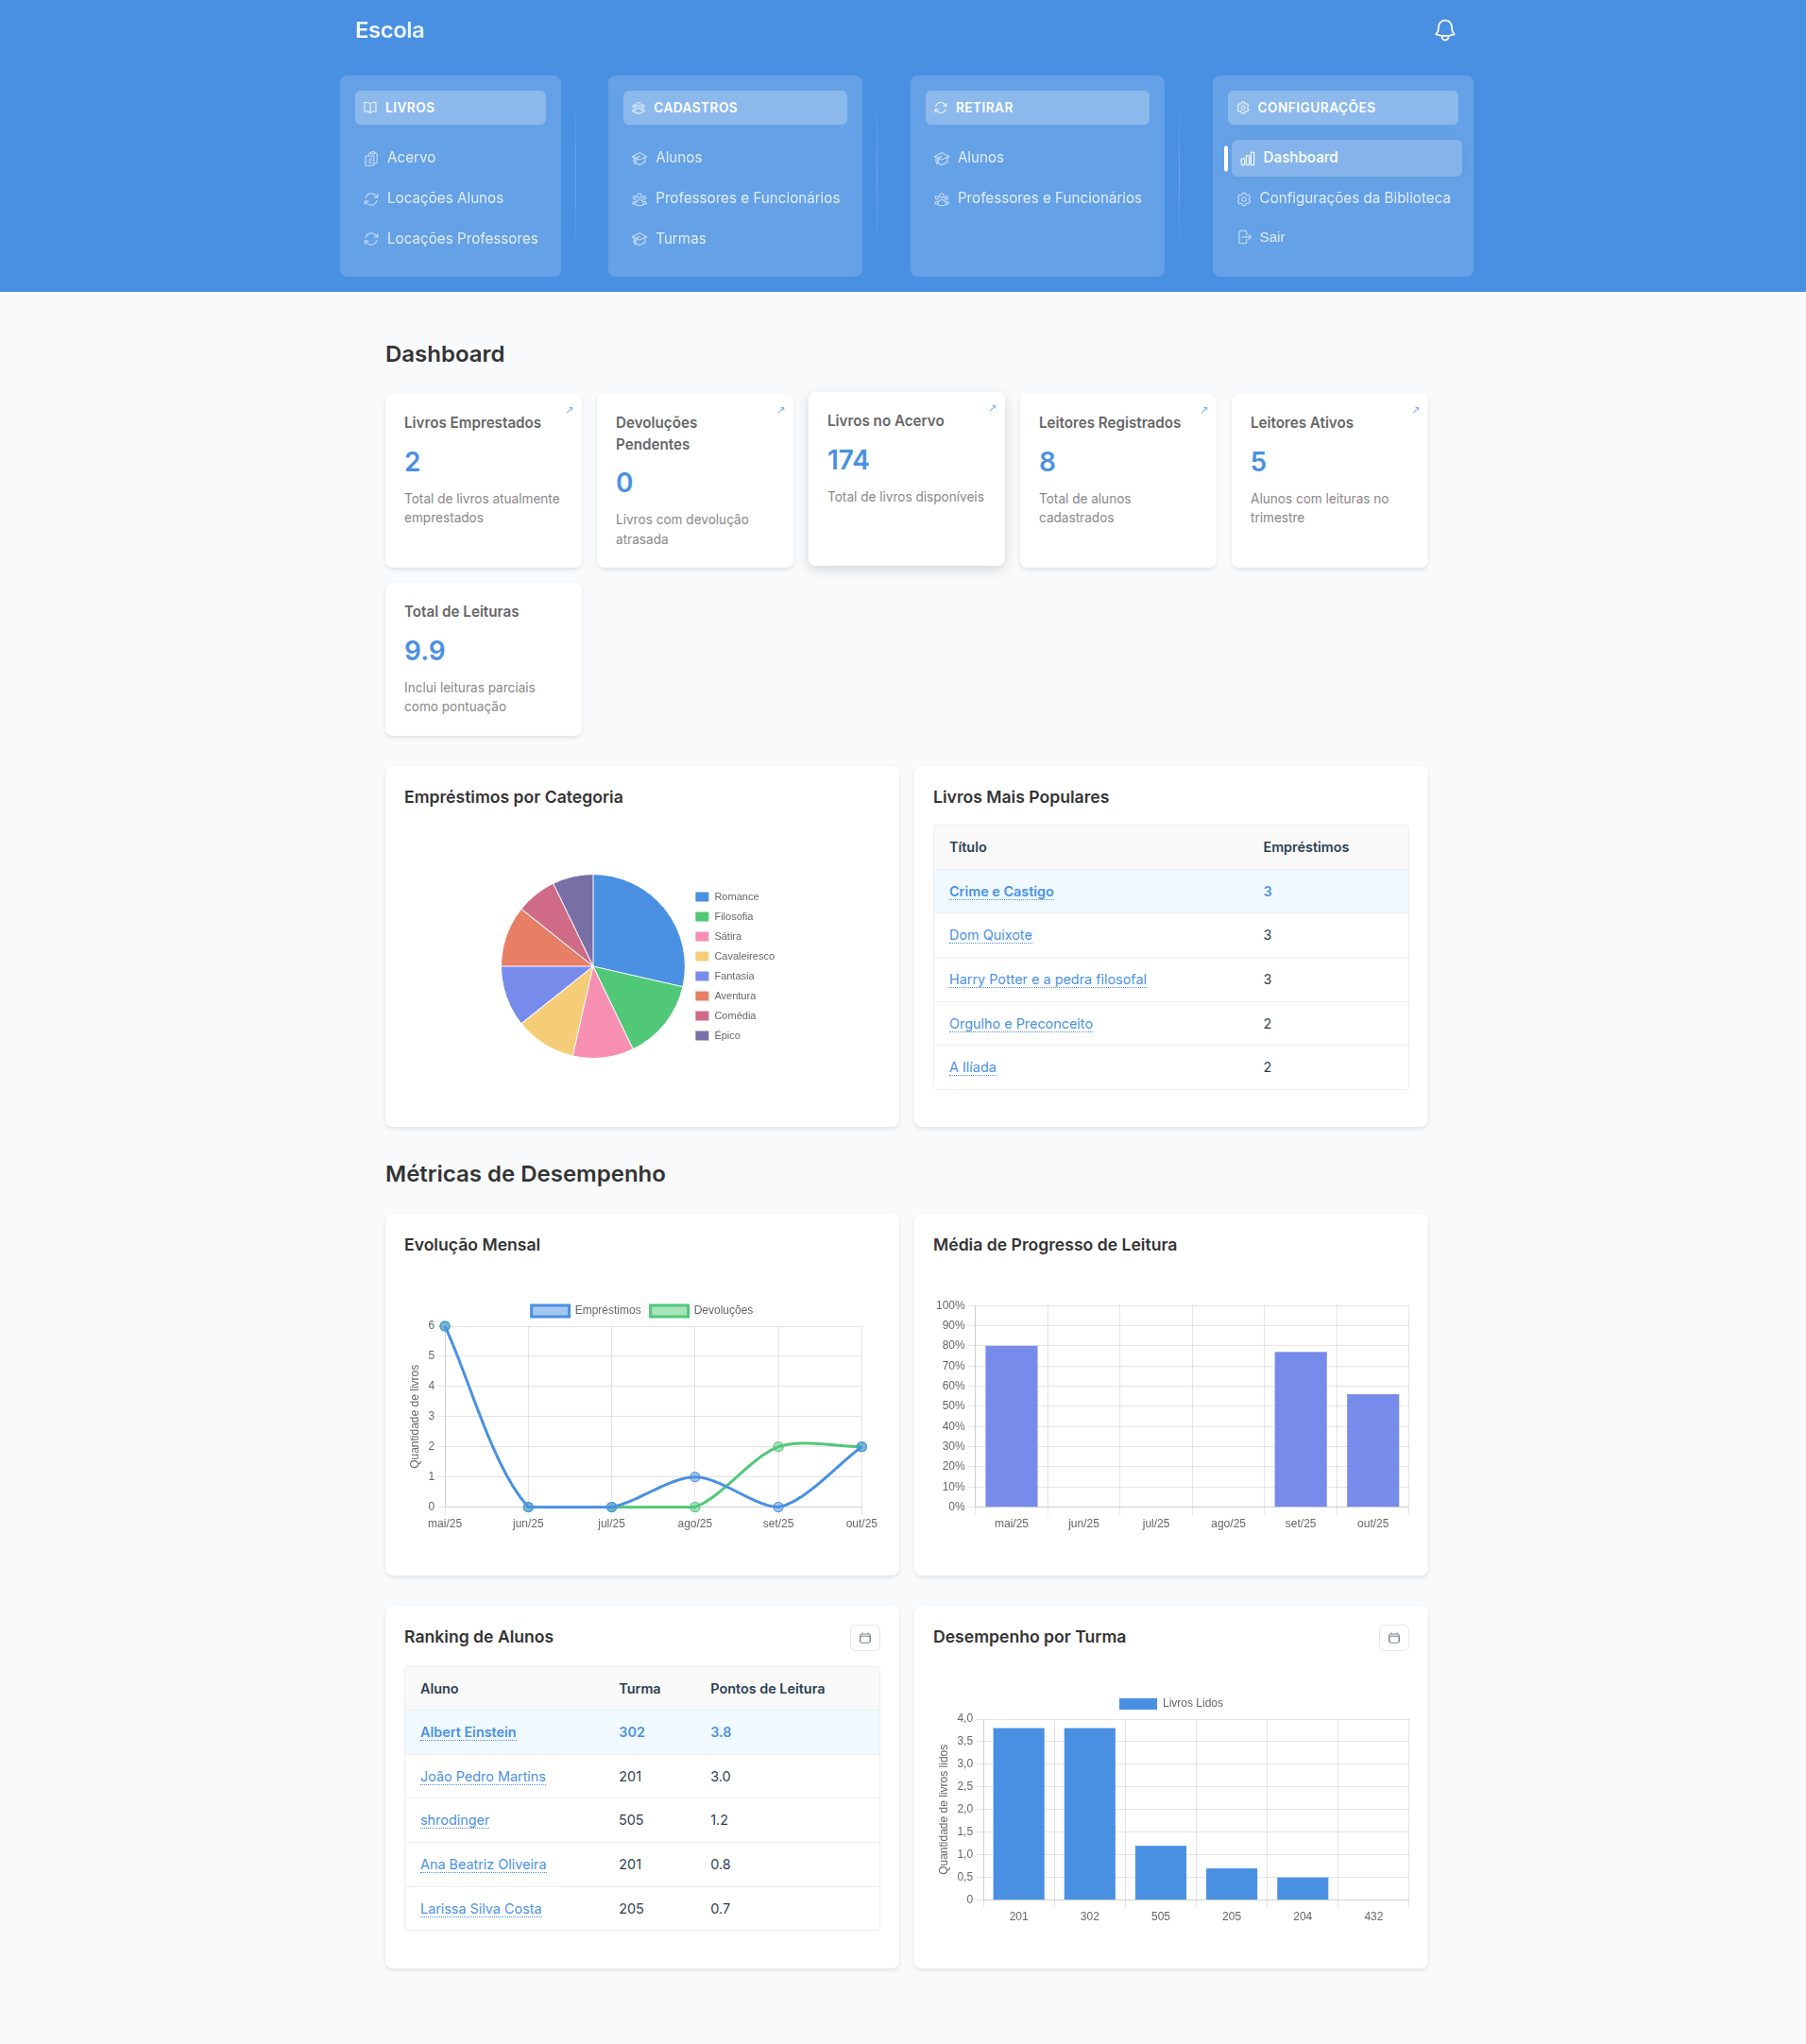 Escola
LIVROS
Acervo
Locações Alunos
Locações Professores
CADASTROS
Alunos
Professores e Funcionários
Turmas
RETIRAR
Alunos
Professores e Funcionários
CONFIGURAÇÕES
Dashboard
Configurações da Biblioteca
Sair
Dashboard
Livros Emprestados
2
Total de livros atualmente
emprestados
Devoluções
Pendentes
0
Livros com devolução
atrasada
Livros no Acervo
174
Total de livros disponíveis
Leitores Registrados
8
Total de alunos
cadastrados
Leitores Ativos
5
Alunos com leituras no
trimestre
Total de Leituras
9.9
Inclui leituras parciais
como pontuação
Empréstimos por Categoria
Romance
Filosofia
Sátira
Cavaleiresco
Fantasia
Aventura
Comédia
Épico
Livros Mais Populares
Título Empréstimos
Crime e Castigo 3
Dom Quixote 3
Harry Potter e a pedra filosofal 3
Orgulho e Preconceito 2
A Ilíada 2
Métricas de Desempenho
Evolução Mensal
Empréstimos Devoluções
Quantidade de livros
6
5
4
3
2
1
0
mai/25 jun/25 jul/25 ago/25 set/25 out/25
Média de Progresso de Leitura
100%
90%
80%
70%
60%
50%
40%
30%
20%
10%
0%
mai/25 jun/25 jul/25 ago/25 set/25 out/25
Ranking de Alunos
Aluno Turma Pontos de Leitura
Albert Einstein 302 3.8
João Pedro Martins 201 3.0
shrodinger 505 1.2
Ana Beatriz Oliveira 201 0.8
Larissa Silva Costa 205 0.7
Desempenho por Turma
Livros Lidos
Quantidade de livros lidos
4,0
3,5
3,0
2,5
2,0
1,5
1,0
0,5
0
201 302 505 205 204 432